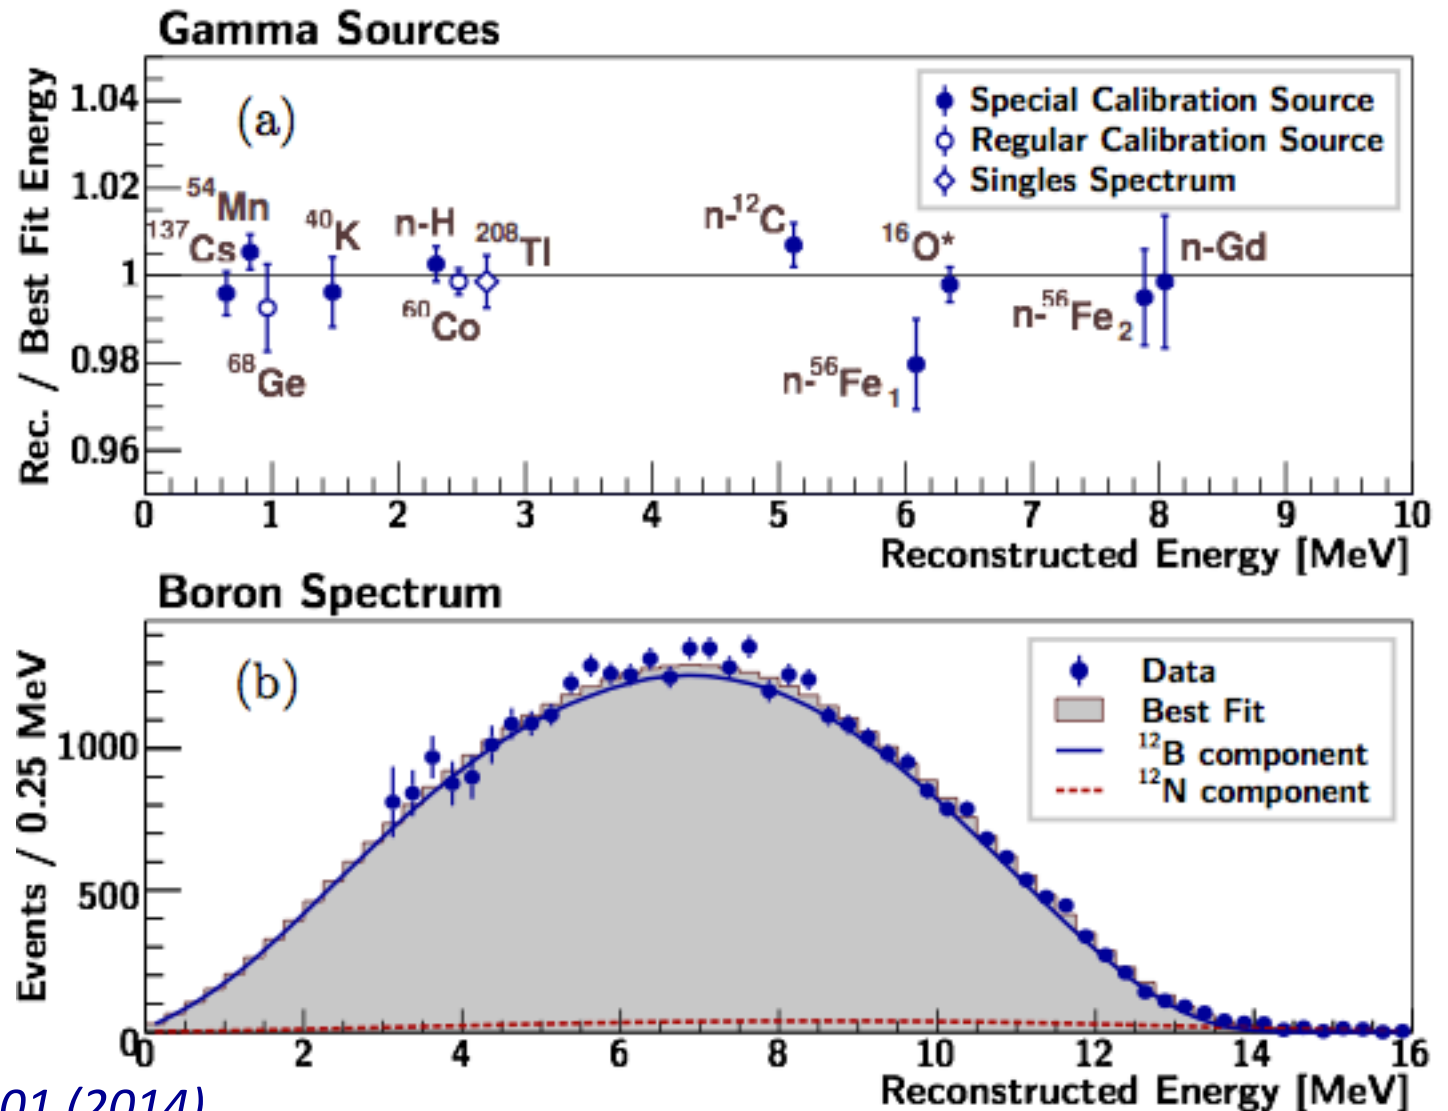 Gamma Sources
Rec. / Best Fit Energy
1.04
1.02
1
0.98
0.96
(a)
Special Calibration Source
Regular Calibration Source
Singles Spectrum
137Cs
54Mn
68Ge
40K
n-H
60Co
208Tl
n-12C
n-56Fe1
16O*
n-56Fe2
n-Gd
0 1 2 3 4 5 6 7 8 9 10
Reconstructed Energy [MeV]
Boron Spectrum
Events / 0.25 MeV
1000
500
0
(b)
Data
Best Fit
12B component
12N component
0 2 4 6 8 10 12 14 16
Reconstructed Energy [MeV]
01 (2014)